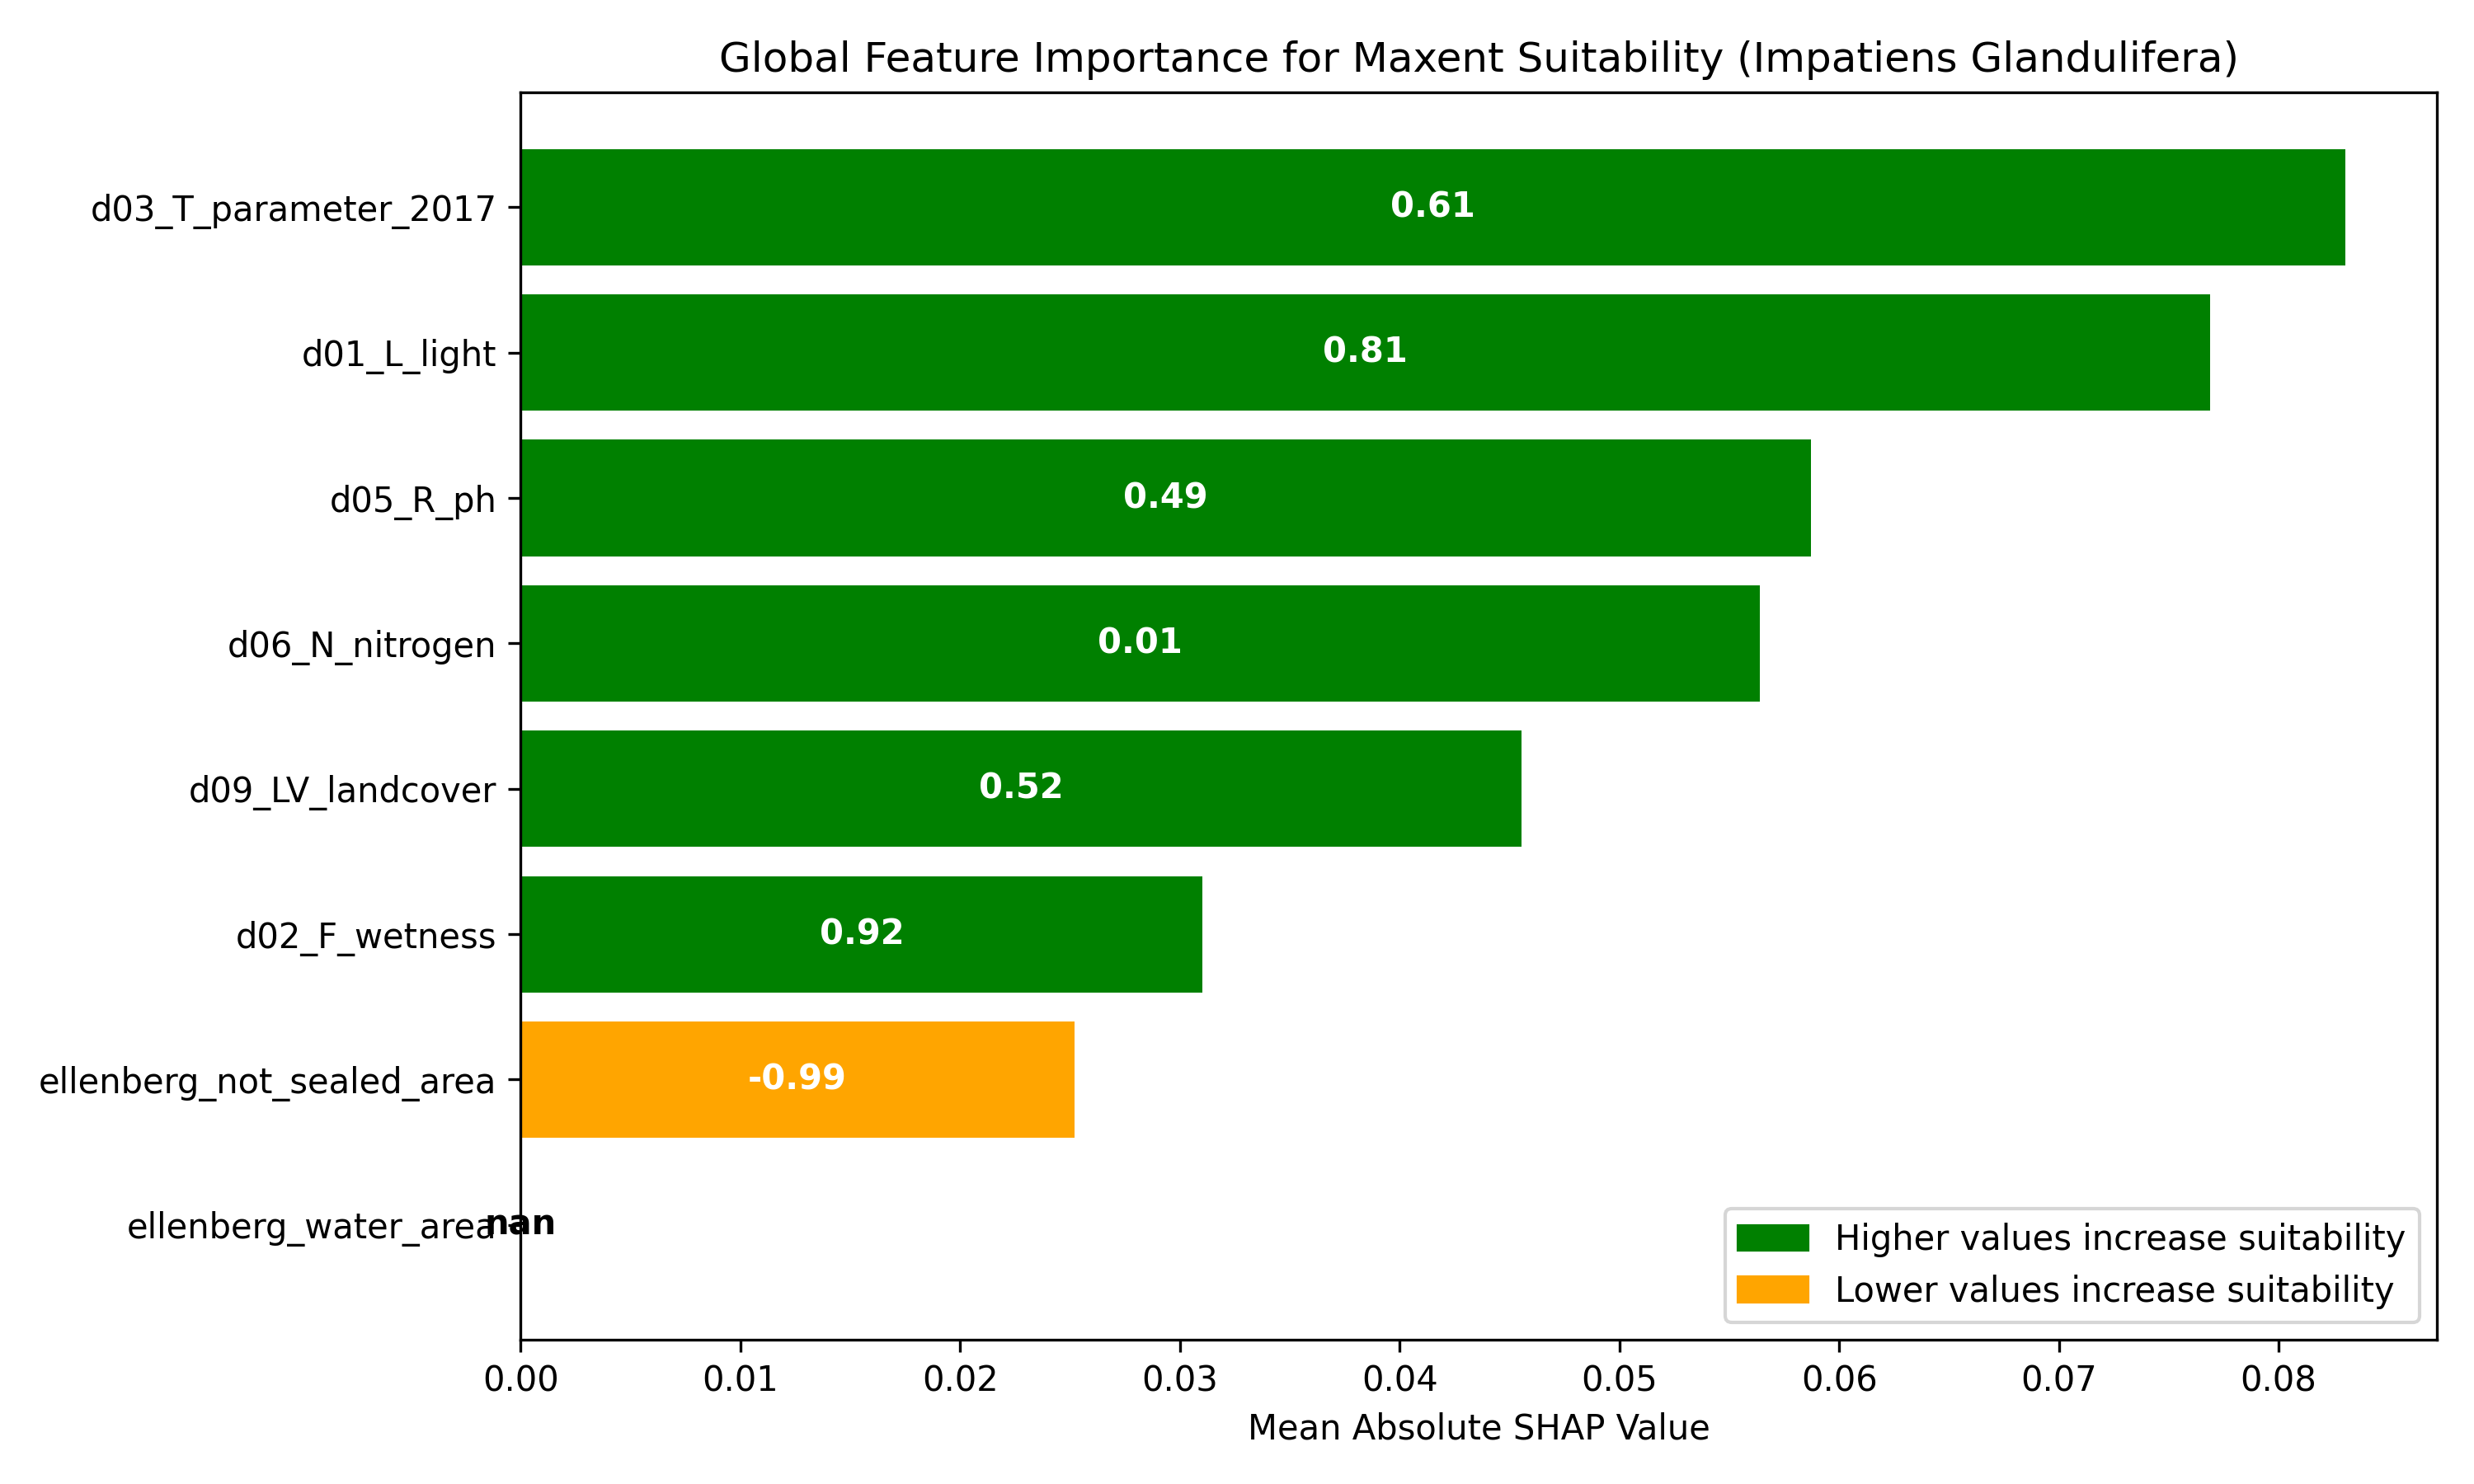 Global Feature Importance for Maxent Suitability (Impatiens Glandulifera)
d03_T_parameter_2017
0.61
d01_L_light
0.81
d05_R_ph
0.49
d06_N_nitrogen
0.01
d09_LV_landcover
0.52
d02_F_wetness
0.92
ellenberg_not_sealed_area
-0.99
ellenberg_water_area
nan
Higher values increase suitability
Lower values increase suitability
0.00 0.01 0.02 0.03 0.04 0.05 0.06 0.07 0.08
Mean Absolute SHAP Value